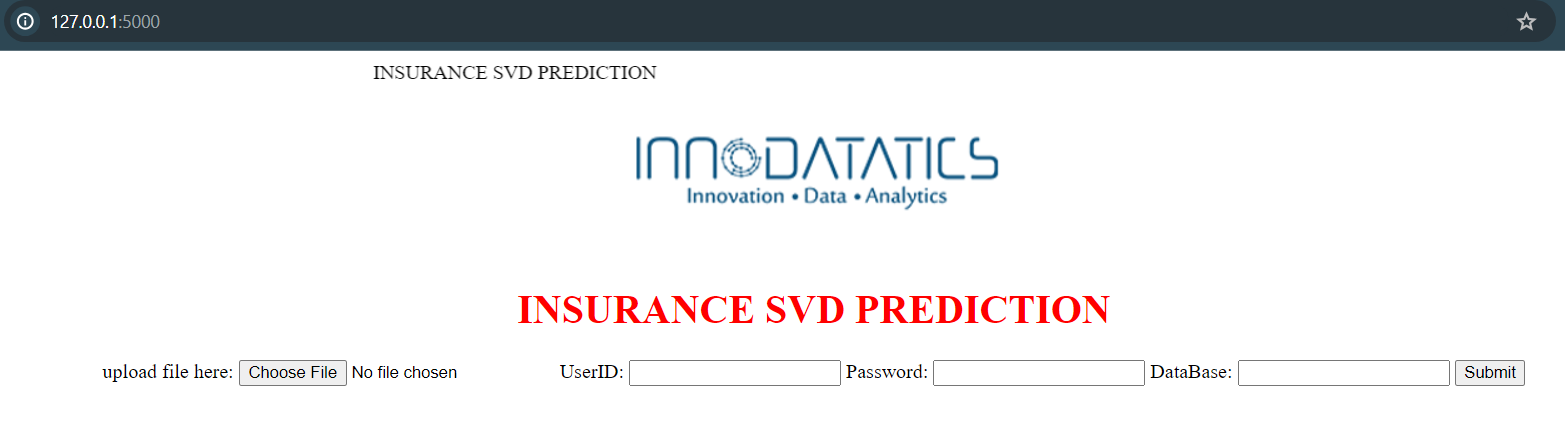 127.0.0.1:5000
INSURANCE SVD PREDICTION
INNODATATICS
Innovation • Data • Analytics
INSURANCE SVD PREDICTION
upload file here: Choose File No file chosen UserID: Password: DataBase: Submit